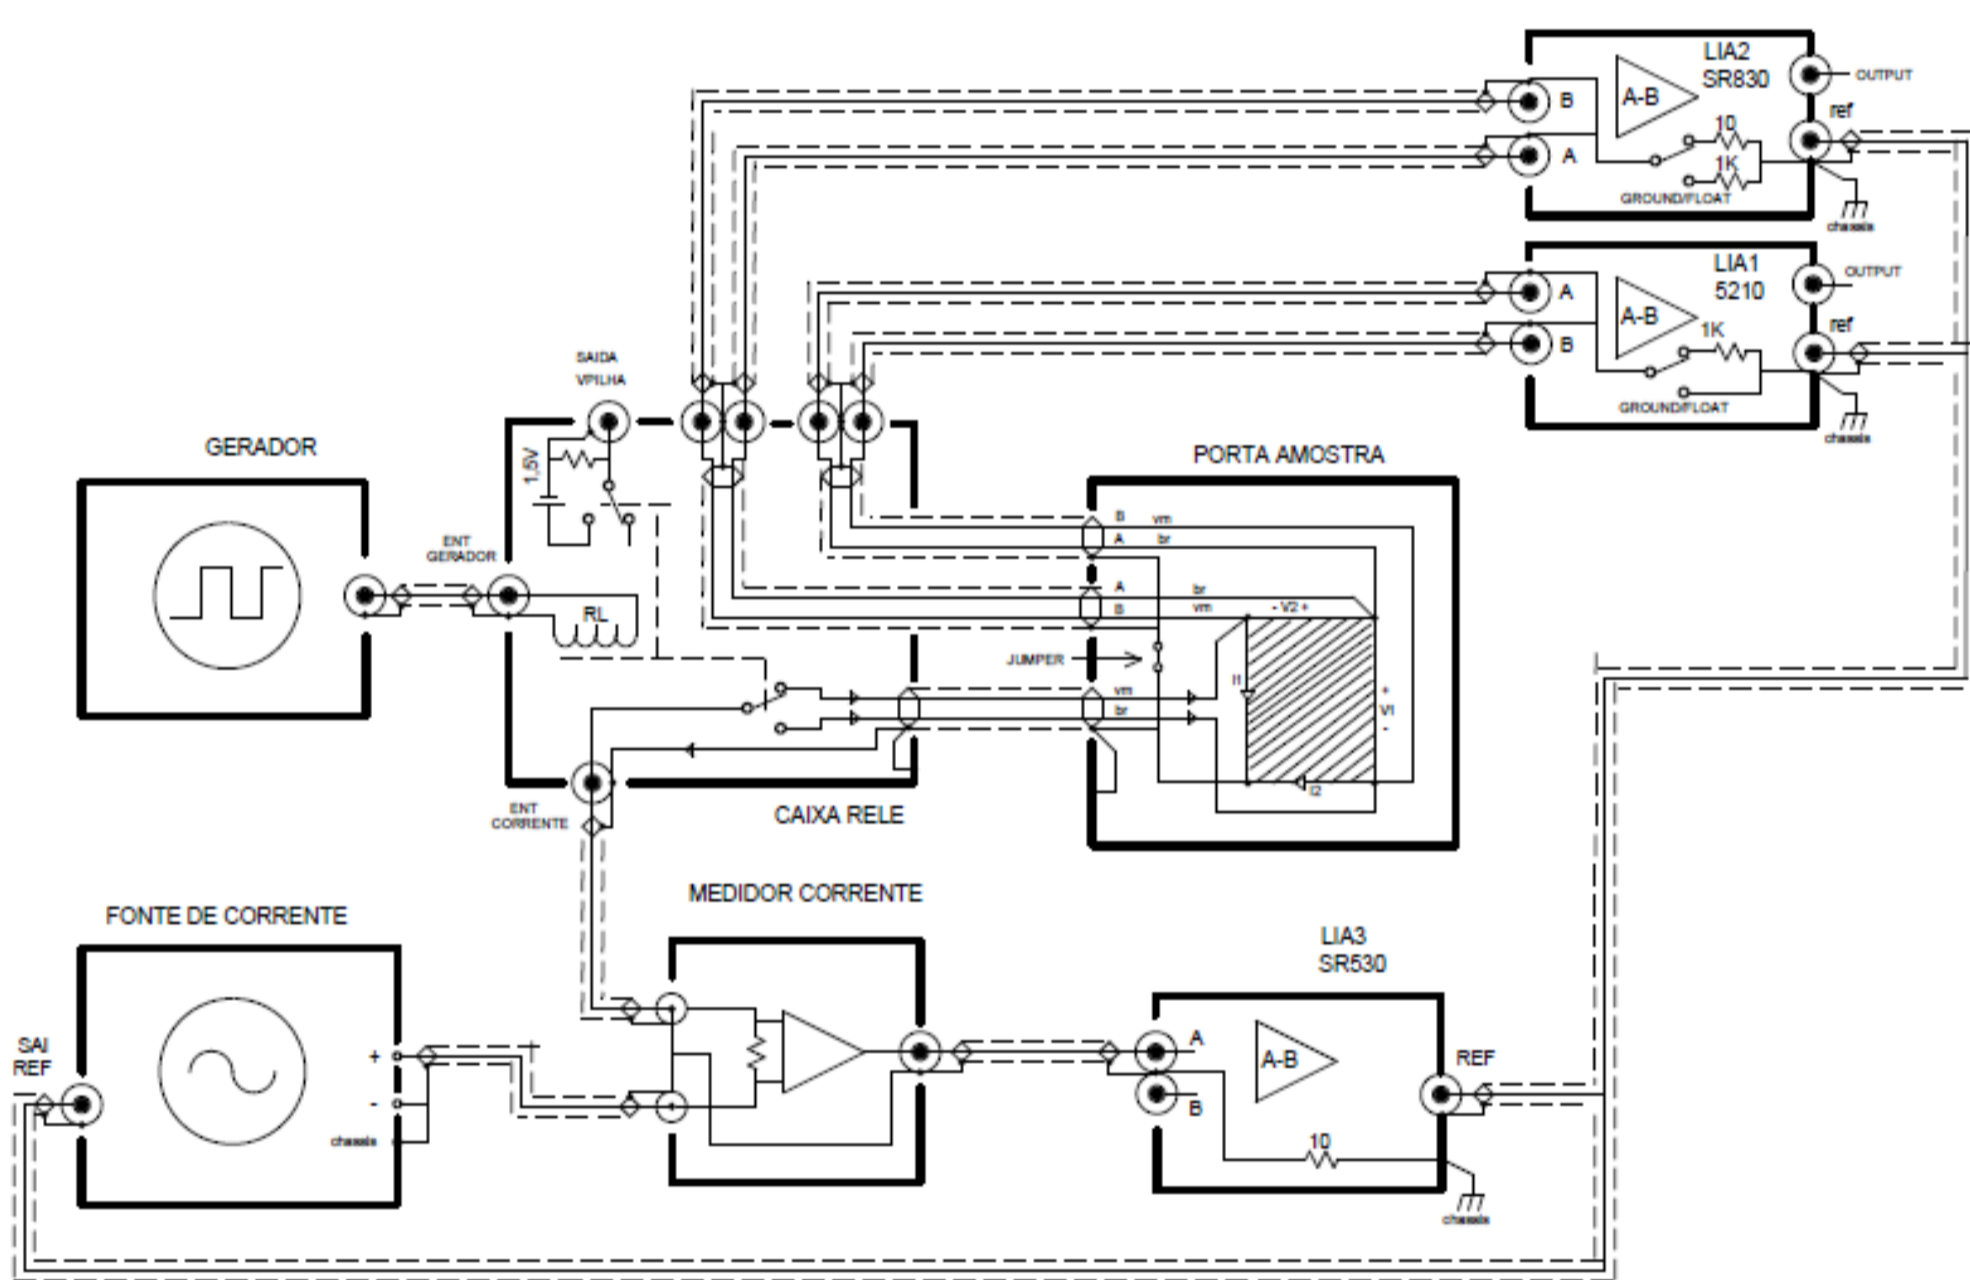 LIA2
SR830
OUTPUT
B
A-B
ref
10
A
1K
GROUND/FLOAT
chassis
LIA1
5210
OUTPUT
A
A-B
ref
1K
B
GROUND/FLOAT
chassis
SAIDA
VPILHA
GERADOR
1,5V
ENT
GERADOR
RL
PORTA AMOSTRA
B vm
A br
A br
B vm
- V2 +
JUMPER
I1
vm
br
+
V1
-
I2
ENT
CORRENTE
CAIXA RELE
FONTE DE CORRENTE
MEDIDOR CORRENTE
LIA3
SR530
SAI
REF
+
-
chassis
A
A-B
REF
B
10
chassis